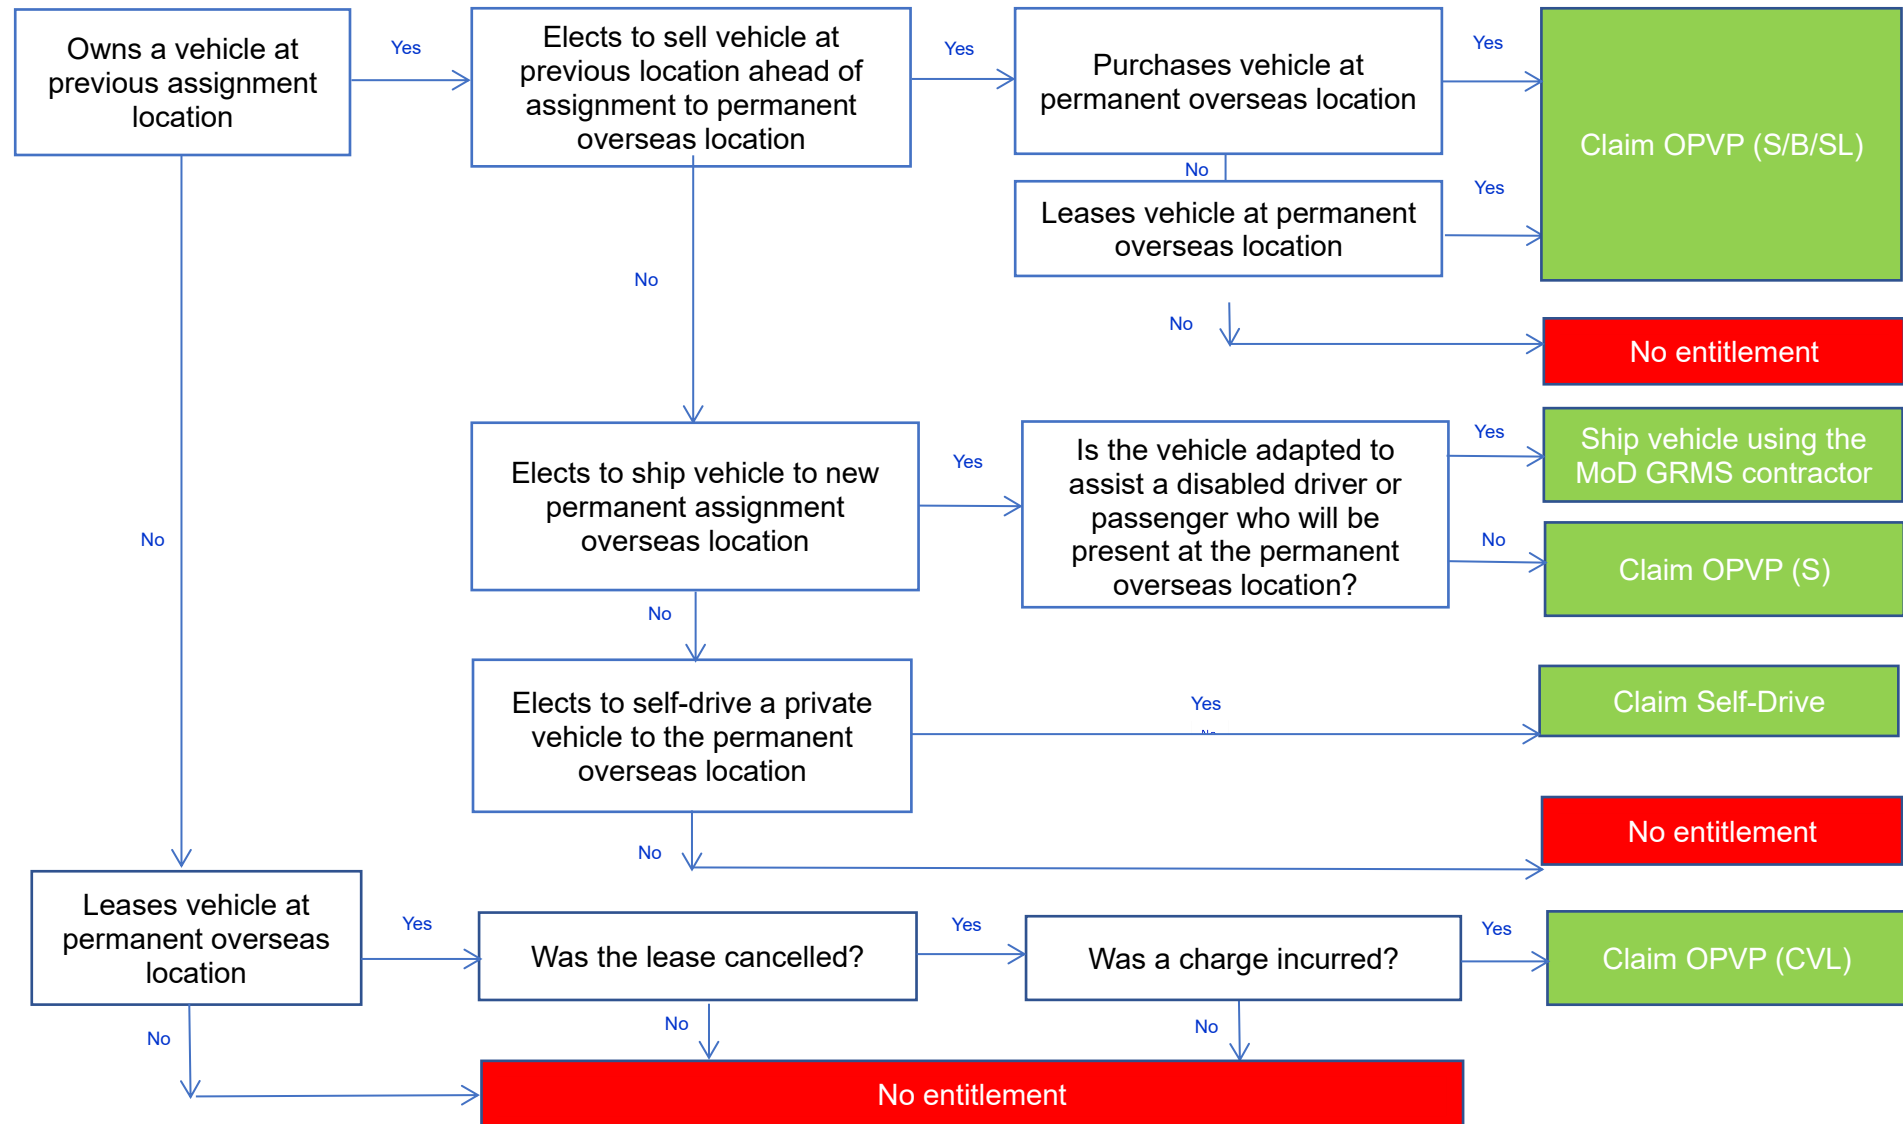 Owns a vehicle at
previous assignment
location
Yes
Elects to sell vehicle at
previous location ahead of
assignment to permanent
overseas location
Yes
Purchases vehicle at
permanent overseas location
Yes
Claim OPVP (S/B/SL)
No
Leases vehicle at permanent
overseas location
Yes
No
No
No entitlement
Elects to ship vehicle to new
permanent assignment
overseas location
Yes
Is the vehicle adapted to
assist a disabled driver or
passenger who will be
present at the permanent
overseas location?
Yes
Ship vehicle using the
MoD GRMS contractor
No
Claim OPVP (S)
No
No
Elects to self-drive a private
vehicle to the permanent
overseas location
Yes
No
Claim Self-Drive
No
No entitlement
Leases vehicle at
permanent overseas
location
Yes
Was the lease cancelled?
Yes
Was a charge incurred?
Yes
Claim OPVP (CVL)
No
No
No
No entitlement